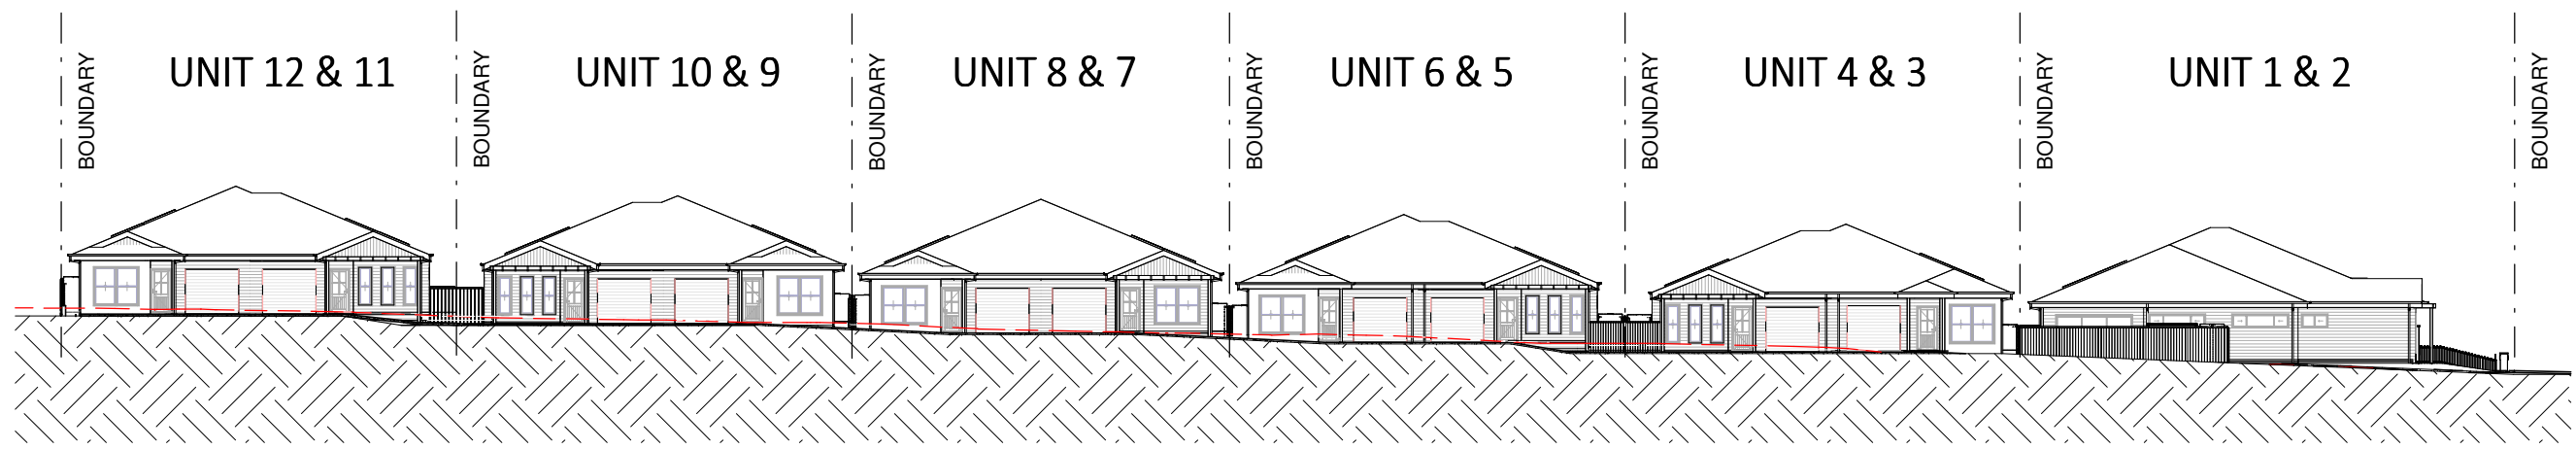 BOUNDARY
UNIT 12 & 11
BOUNDARY
UNIT 10 & 9
BOUNDARY
UNIT 8 & 7
BOUNDARY
UNIT 6 & 5
BOUNDARY
UNIT 4 & 3
BOUNDARY
UNIT 1 & 2
BOUNDARY